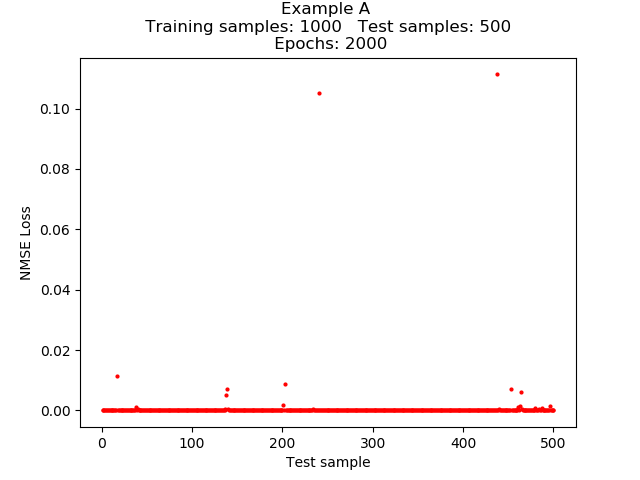 Example A
Training samples: 1000   Test samples: 500
Epochs: 2000
0.10
0.08
0.06
0.04
0.02
0.00
NMSE Loss
0 100 200 300 400 500
Test sample